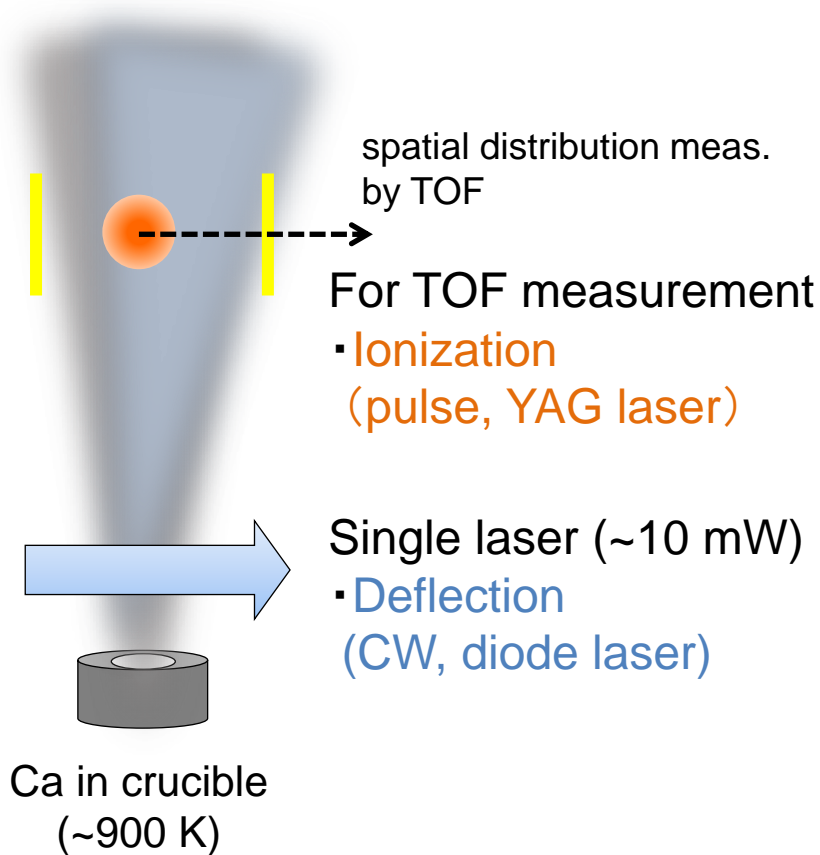 spatial distribution meas.
by TOF
For TOF measurement
・Ionization
（pulse, YAG laser）
Single laser (~10 mW)
・Deflection
(CW, diode laser)
Ca in crucible
(~900 K)